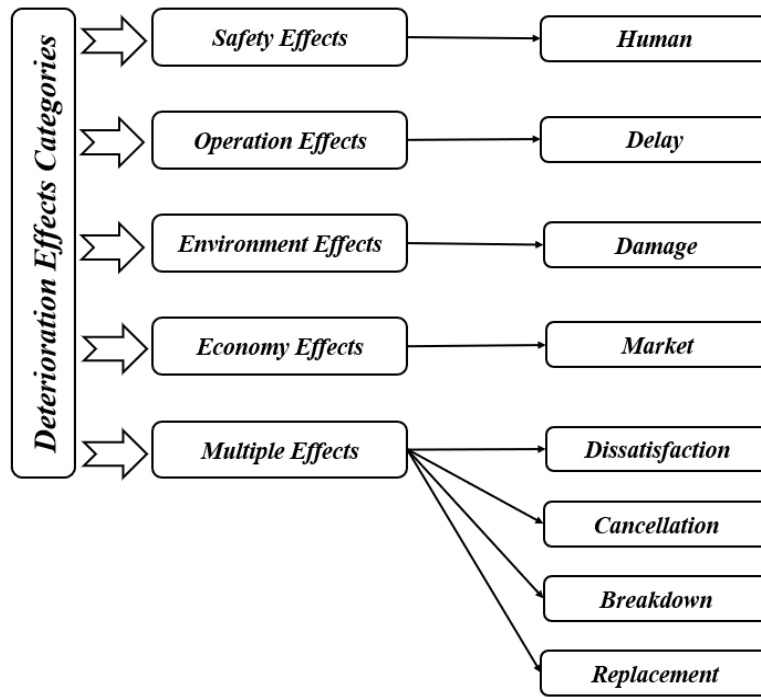 Deterioration Effects Categories
Safety Effects
Human
Operation Effects
Delay
Environment Effects
Damage
Economy Effects
Market
Multiple Effects
Dissatisfaction
Cancellation
Breakdown
Replacement